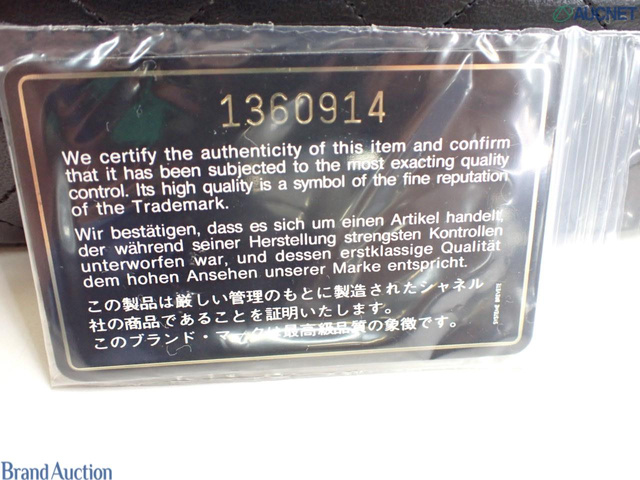 AUCNET
1360914
We certify the authenticity of this item and confirm
that it has been subjected to the most exacting quality
control. Its high quality is a symbol of the fine reputation
of the Trademark.
Wir bestätigen, dass es sich um einen Artikel handelt,
der während seiner Herstellung strengsten Kontrollen
unterworfen war, und dessen erstklassige Qualität
dem hohen Ansehen unserer Marke entspricht.
この製品は厳しい管理のもとに製造されたシャネル
社の商品であることを証明いたします。
このブランド・マークは最高級品質の象徴です。
Brand Auction